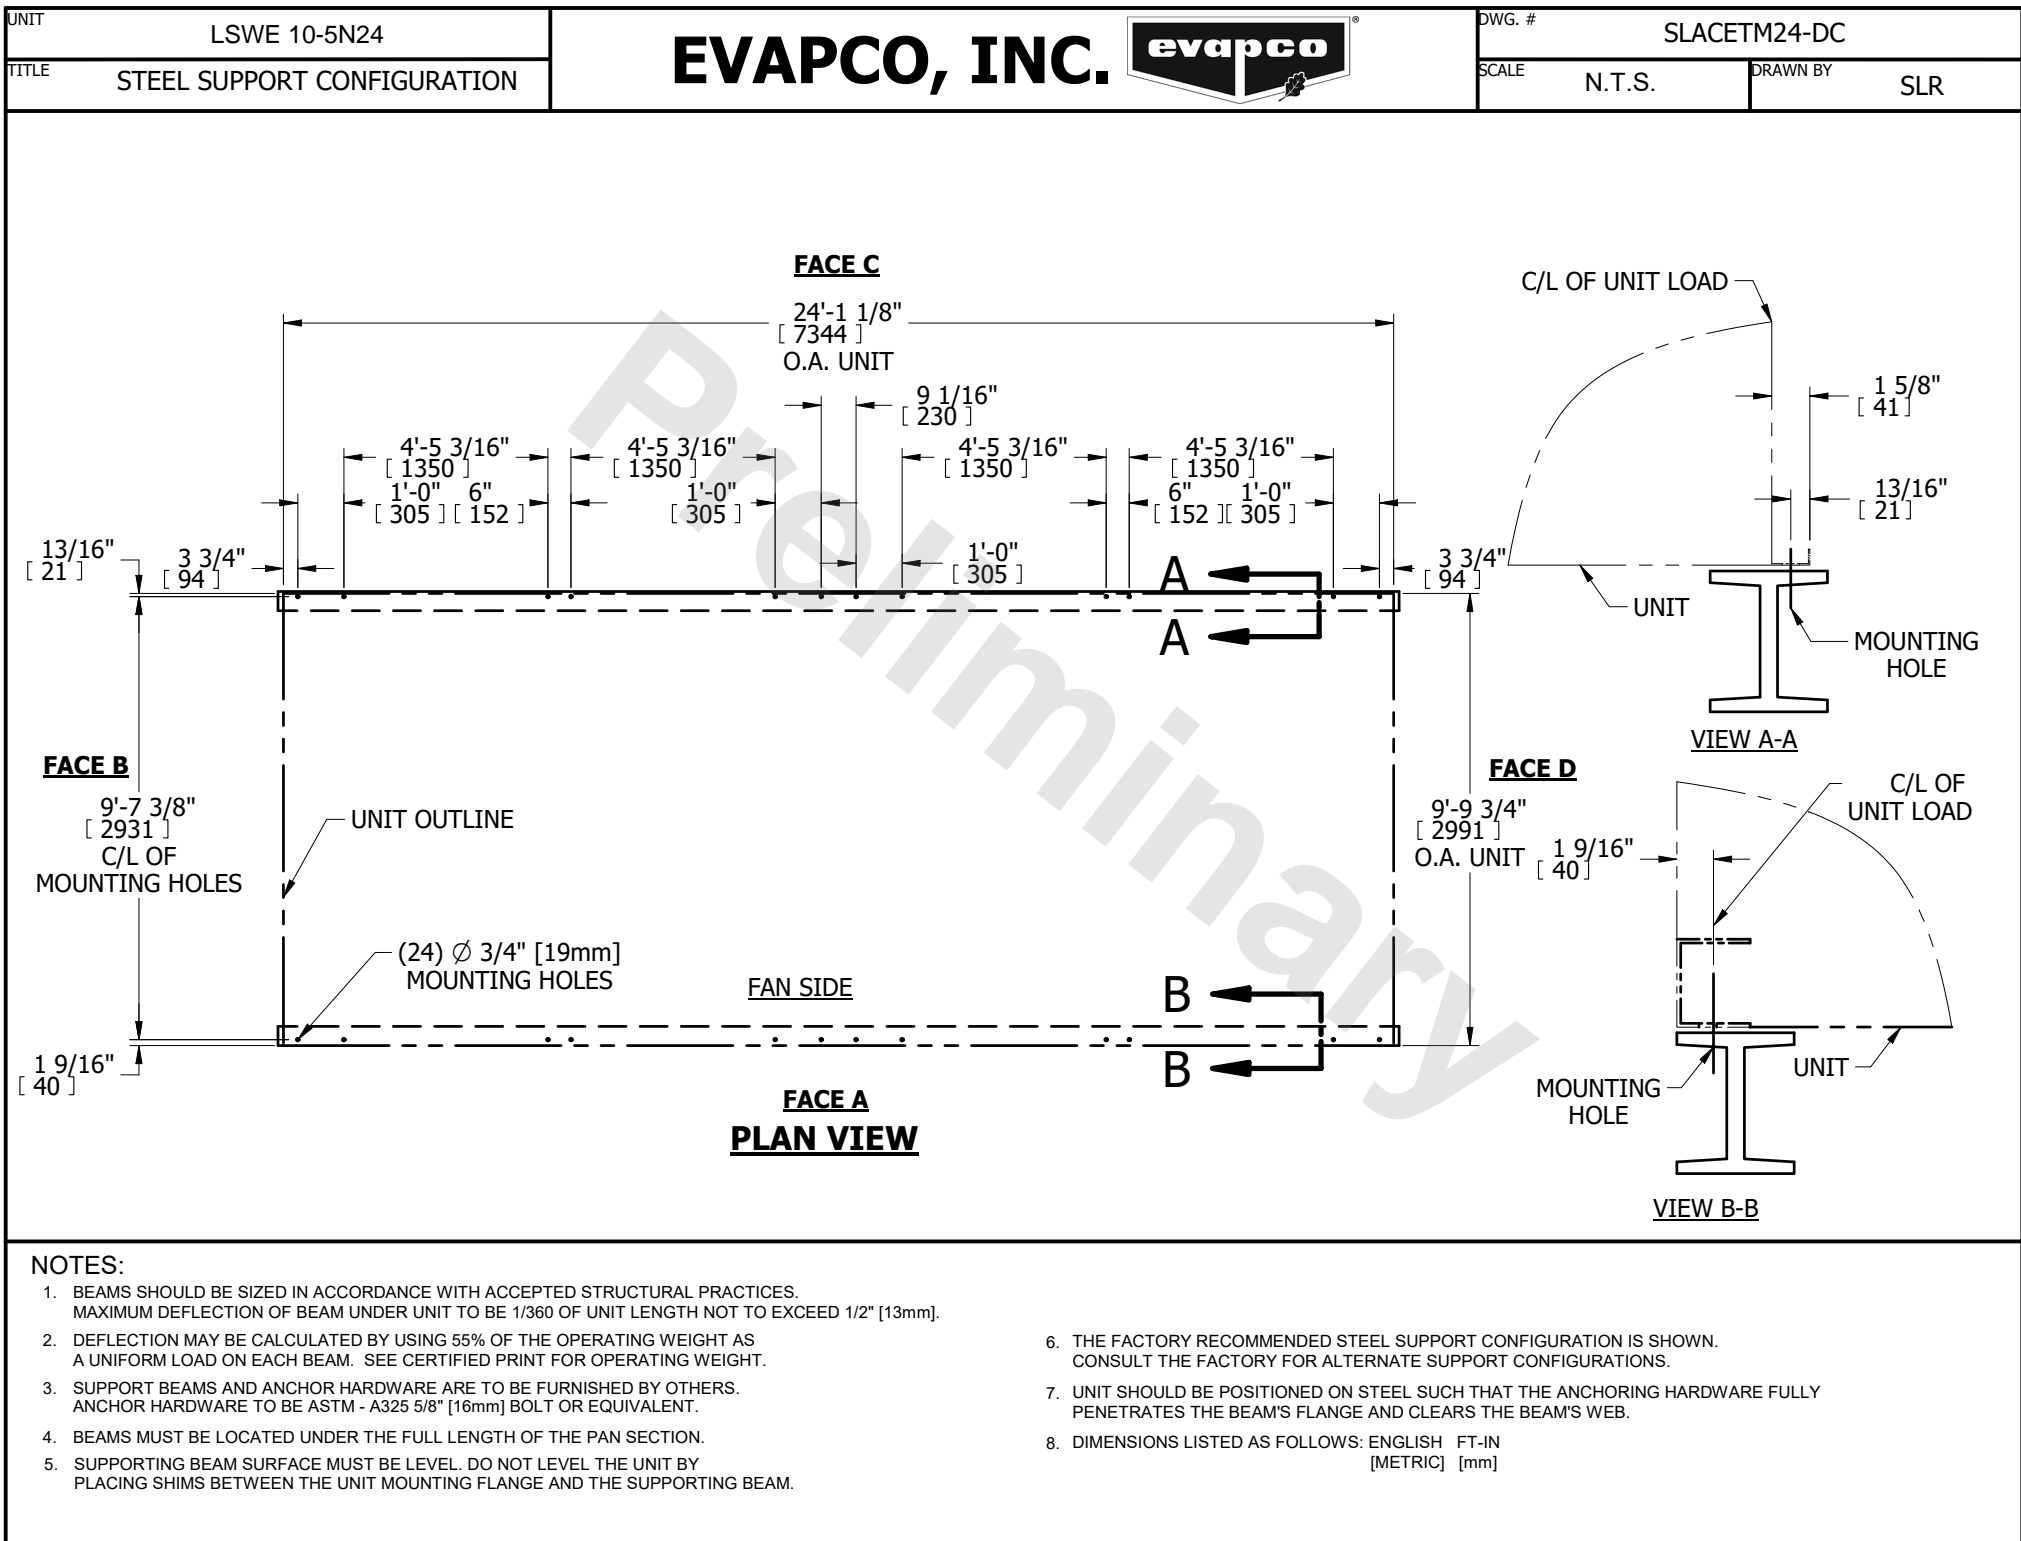 UNIT
LSWE 10-5N24
TITLE
STEEL SUPPORT CONFIGURATION
EVAPCO, INC.
evapco
®
DWG. #
SLACETM24-DC
SCALE
N.T.S.
DRAWN BY
SLR
FACE C
24'-1 1/8"
[ 7344 ]
O.A. UNIT
9 1/16"
[ 230 ]
4'-5 3/16"
[ 1350 ]
4'-5 3/16"
[ 1350 ]
4'-5 3/16"
[ 1350 ]
4'-5 3/16"
[ 1350 ]
1'-0"
[ 305 ]
6"
[ 152 ]
1'-0"
[ 305 ]
6"
[ 152 ]
1'-0"
[ 305 ]
13/16"
[ 21 ]
3 3/4"
[ 94 ]
1'-0"
[ 305 ]
3 3/4"
[ 94 ]
A
A
FACE B
9'-7 3/8"
[ 2931 ]
C/L OF
MOUNTING HOLES
UNIT OUTLINE
FACE D
9'-9 3/4"
[ 2991 ]
O.A. UNIT
(24) Ø 3/4" [19mm]
MOUNTING HOLES
FAN SIDE
B
B
1 9/16"
[ 40 ]
FACE A
PLAN VIEW
C/L OF UNIT LOAD
1 5/8"
[ 41 ]
13/16"
[ 21 ]
UNIT
MOUNTING
HOLE
VIEW A-A
C/L OF
UNIT LOAD
1 9/16"
[ 40 ]
UNIT
MOUNTING
HOLE
VIEW B-B
Preliminary
NOTES:
1. BEAMS SHOULD BE SIZED IN ACCORDANCE WITH ACCEPTED STRUCTURAL PRACTICES.
MAXIMUM DEFLECTION OF BEAM UNDER UNIT TO BE 1/360 OF UNIT LENGTH NOT TO EXCEED 1/2" [13mm].
2. DEFLECTION MAY BE CALCULATED BY USING 55% OF THE OPERATING WEIGHT AS
A UNIFORM LOAD ON EACH BEAM. SEE CERTIFIED PRINT FOR OPERATING WEIGHT.
3. SUPPORT BEAMS AND ANCHOR HARDWARE ARE TO BE FURNISHED BY OTHERS.
ANCHOR HARDWARE TO BE ASTM - A325 5/8" [16mm] BOLT OR EQUIVALENT.
4. BEAMS MUST BE LOCATED UNDER THE FULL LENGTH OF THE PAN SECTION.
5. SUPPORTING BEAM SURFACE MUST BE LEVEL. DO NOT LEVEL THE UNIT BY
PLACING SHIMS BETWEEN THE UNIT MOUNTING FLANGE AND THE SUPPORTING BEAM.
6. THE FACTORY RECOMMENDED STEEL SUPPORT CONFIGURATION IS SHOWN.
CONSULT THE FACTORY FOR ALTERNATE SUPPORT CONFIGURATIONS.
7. UNIT SHOULD BE POSITIONED ON STEEL SUCH THAT THE ANCHORING HARDWARE FULLY
PENETRATES THE BEAM'S FLANGE AND CLEARS THE BEAM'S WEB.
8. DIMENSIONS LISTED AS FOLLOWS: ENGLISH FT-IN
[METRIC] [mm]